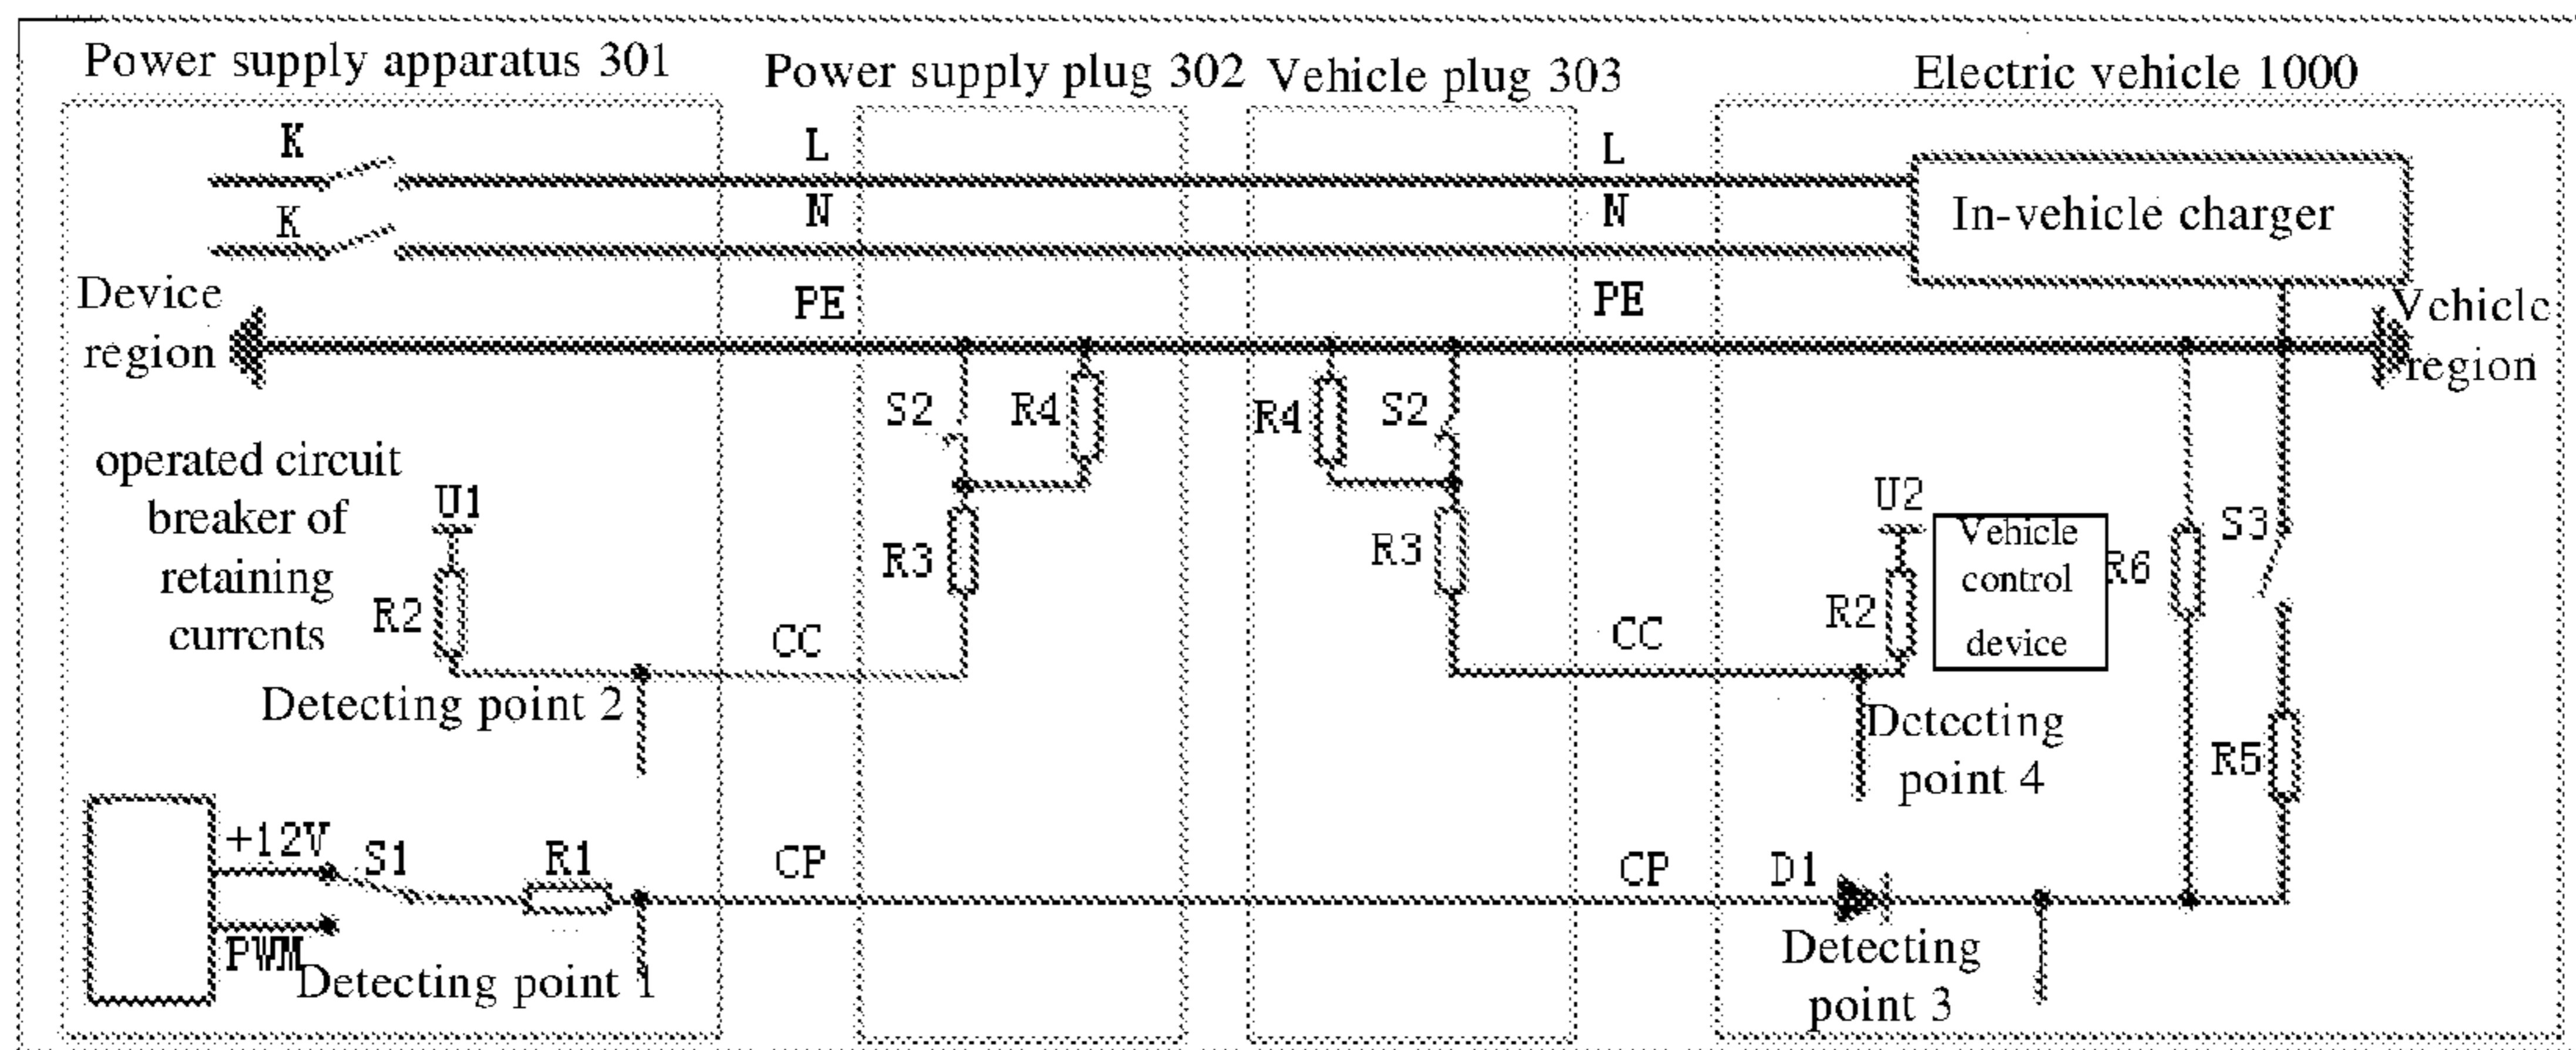 Power supply apparatus 301
Power supply plug 302
Vehicle plug 303
Electric vehicle 1000
K
L
L
In-vehicle charger
K
N
N
Device
region
PE
PE
Vehicle
region
S2
R4
R4
S2
operated circuit
breaker of
retaining
currents
U1
R2
R3
R3
U2
Vehicle
control
device
R2
R6
S3
CC
CC
Detecting point 2
Detecting
point 4
R5
+12V
S1
R1
CP
CP
D1
PWM
Detecting point 1
Detecting
point 3